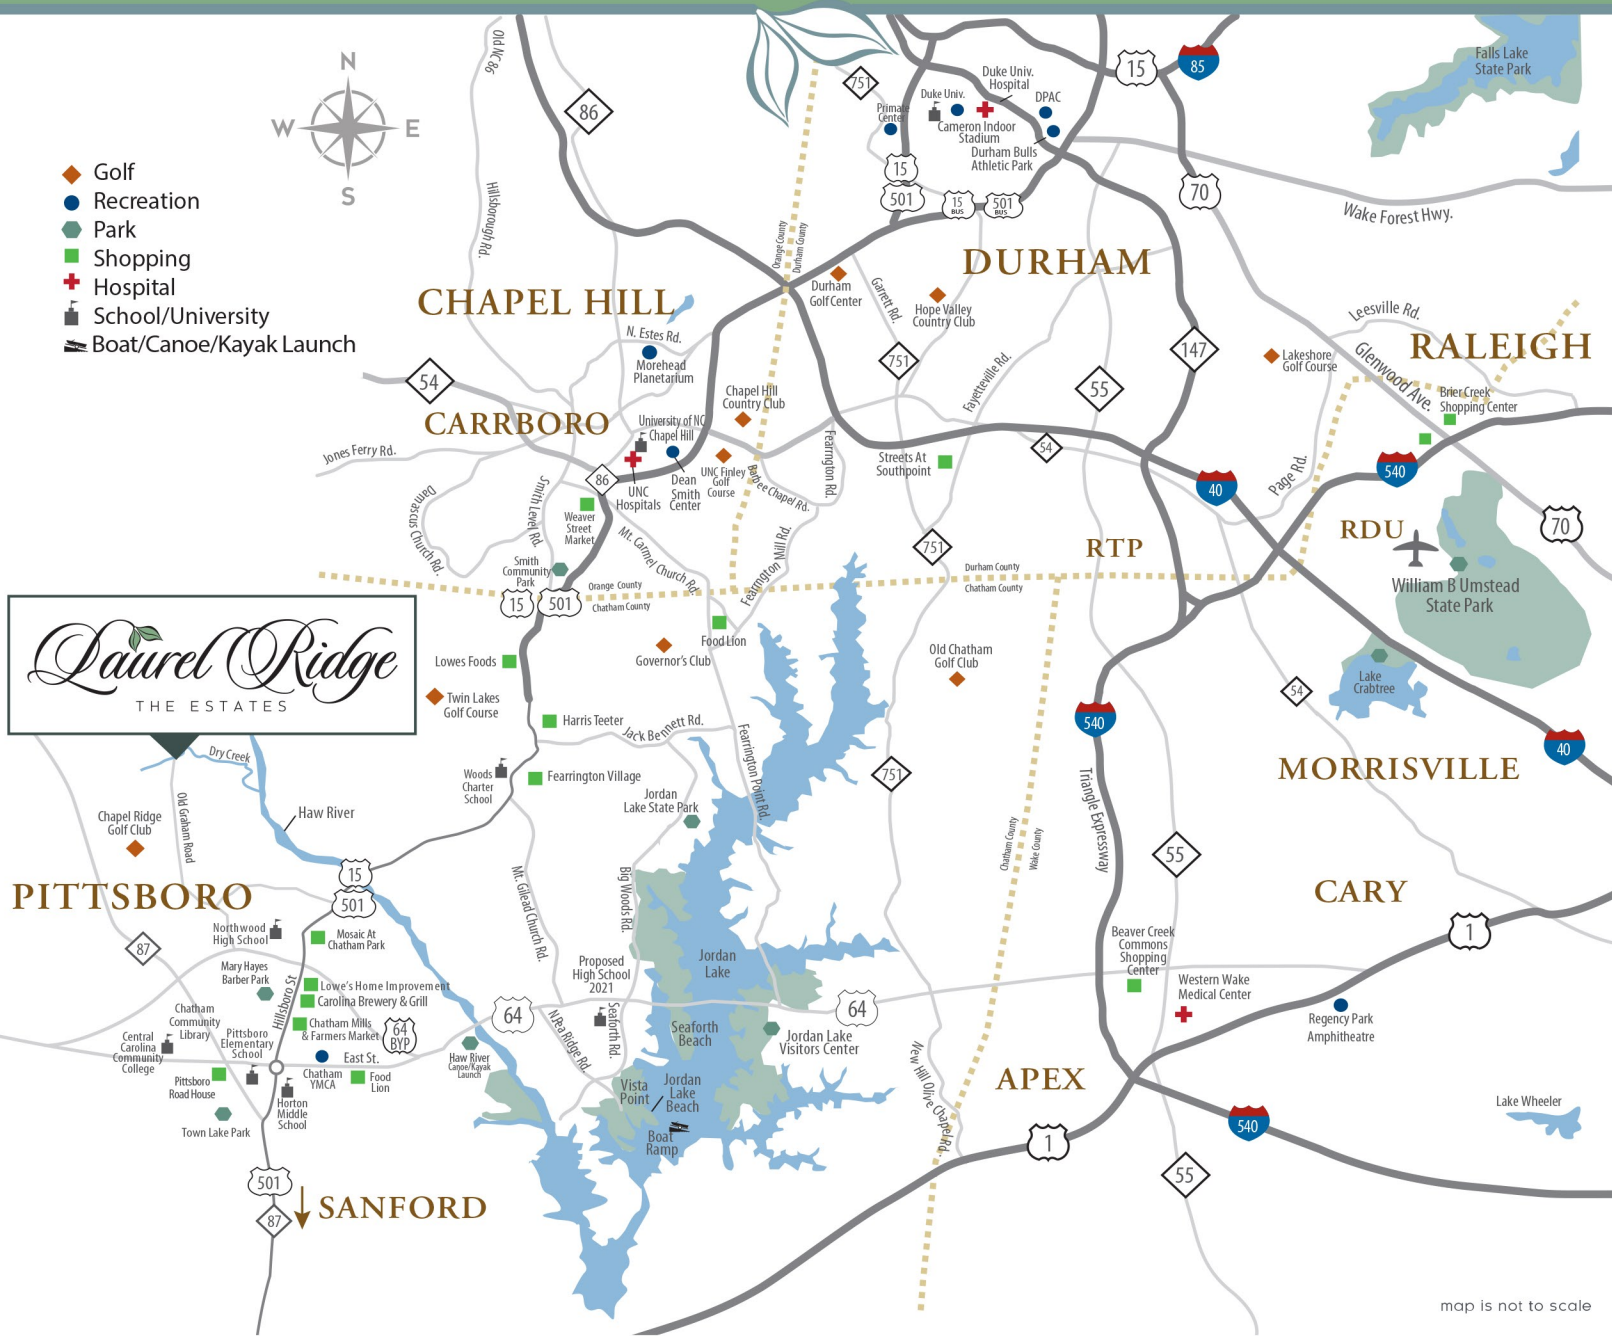 N
W
E
S
Golf
Recreation
Park
Shopping
Hospital
School/University
Boat/Canoe/Kayak Launch
Old NC 86
86
751
Primate
Center
Duke Univ.
Duke Univ.
Hospital
DPAC
Cameron Indoor
Stadium
Durham Bulls
Athletic Park
15
85
Falls Lake
State Park
15
501
15
BUS
501
BUS
70
Wake Forest Hwy.
Hillsborough Rd.
Orange County
Durham County
DURHAM
CHAPEL HILL
Durham
Golf Center
Garrett Rd.
Hope Valley
Country Club
Leesville Rd.
RALEIGH
N. Estes Rd.
Morehead
Planetarium
54
751
Fayetteville Rd.
55
147
Lakeshore
Golf Course
Glenwood Ave.
Brier Creek
Shopping Center
CARRBORO
Chapel Hill
Country Club
University of NC
Chapel Hill
Jones Ferry Rd.
86
UNC
Hospitals
Dean
Smith
Center
UNC Finley
Golf
Course
Barbee Chapel Rd.
Fearrington Rd.
Streets At
Southpoint
54
40
Page Rd.
540
Damascus Church Rd.
Smith Level Rd.
Weaver
Street
Market
Mt. Carmel Church Rd.
Fearington Mill Rd.
751
RTP
RDU
70
William B Umstead
State Park
Smith
Community
Park
15
501
Orange County
Chatham County
Durham County
Chatham County
Laurel Ridge
THE ESTATES
Lowes Foods
Governor's Club
Food Lion
Old Chatham
Golf Club
Twin Lakes
Golf Course
Harris Teeter
Jack Bennett Rd.
Fearrington Point Rd.
540
54
Lake
Crabtree
40
MORRISVILLE
Dry Creek
Woods
Charter
School
Fearrington Village
Jordan
Lake State Park
751
Triangle Expressway
Haw River
Old Graham Road
Chapel Ridge
Golf Club
Chatham County
Wake County
55
PITTSBORO
15
501
Mt. Gilead Church Rd.
Big Woods Rd.
CARY
1
87
Northwood
High School
Mosaic At
Chatham Park
Mary Hayes
Barber Park
Lowe's Home Improvement
Carolina Brewery & Grill
Hillsboro St
Chatham Mills
& Farmers Market
64
BYP
64
Proposed
High School
2021
Seaforth Rd.
N Pea Ridge Rd.
Jordan
Lake
64
Beaver Creek
Commons
Shopping
Center
Western Wake
Medical Center
Regency Park
Amphitheatre
Chatham
Community
Library
Central
Carolina
Community
College
Pittsboro
Elementary
School
East St.
Chatham
YMCA
Food
Lion
Haw River
Canoe/Kayak
Launch
Seaforth
Beach
Jordan Lake
Visitors Center
Pittsboro
Road House
Horton
Middle
School
Town Lake Park
Vista
Point
Jordan
Lake
Beach
Boat
Ramp
New Hill Olive Chapel Rd.
APEX
1
540
Lake Wheeler
55
501
87
SANFORD
map is not to scale